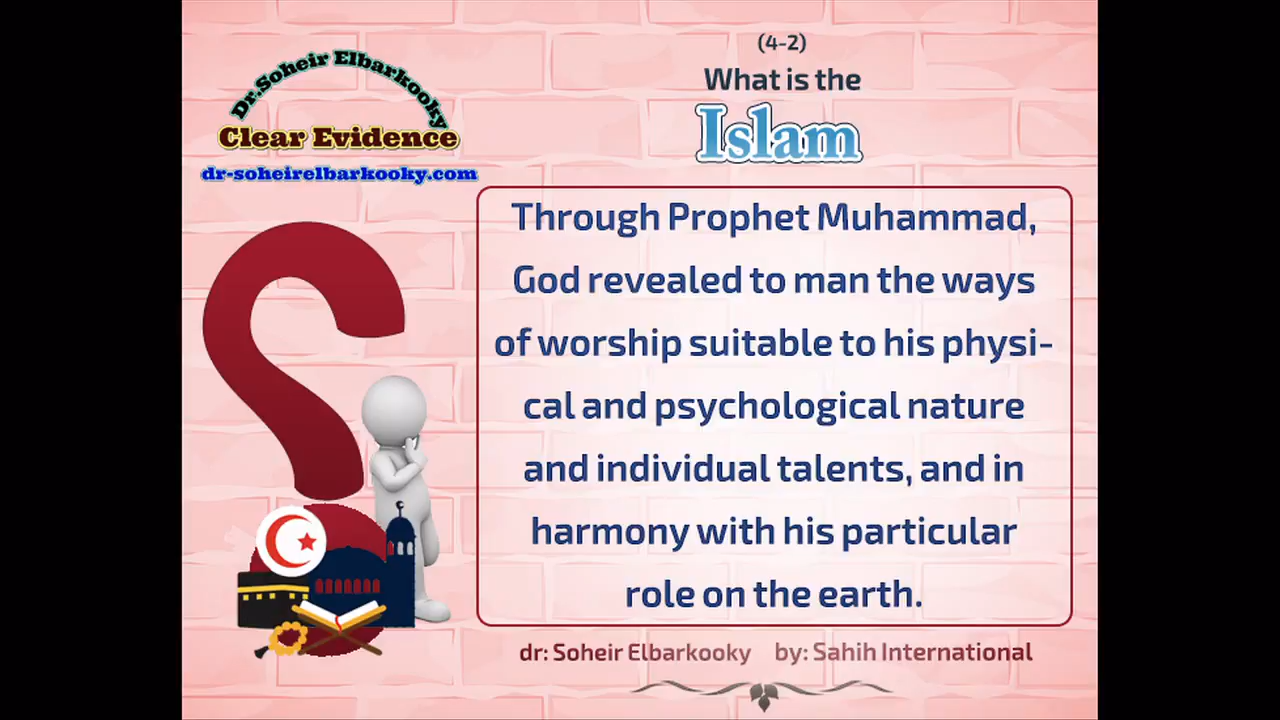 Dr.Soheir Elbarkooky
Clear Evidence
dr-soheirelbarkooky.com
(4-2)
What is the
Islam
Through Prophet Muhammad,
God revealed to man the ways
of worship suitable to his physi-
cal and psychological nature
and individual talents, and in
harmony with his particular
role on the earth.
dr: Soheir Elbarkooky by: Sahih International